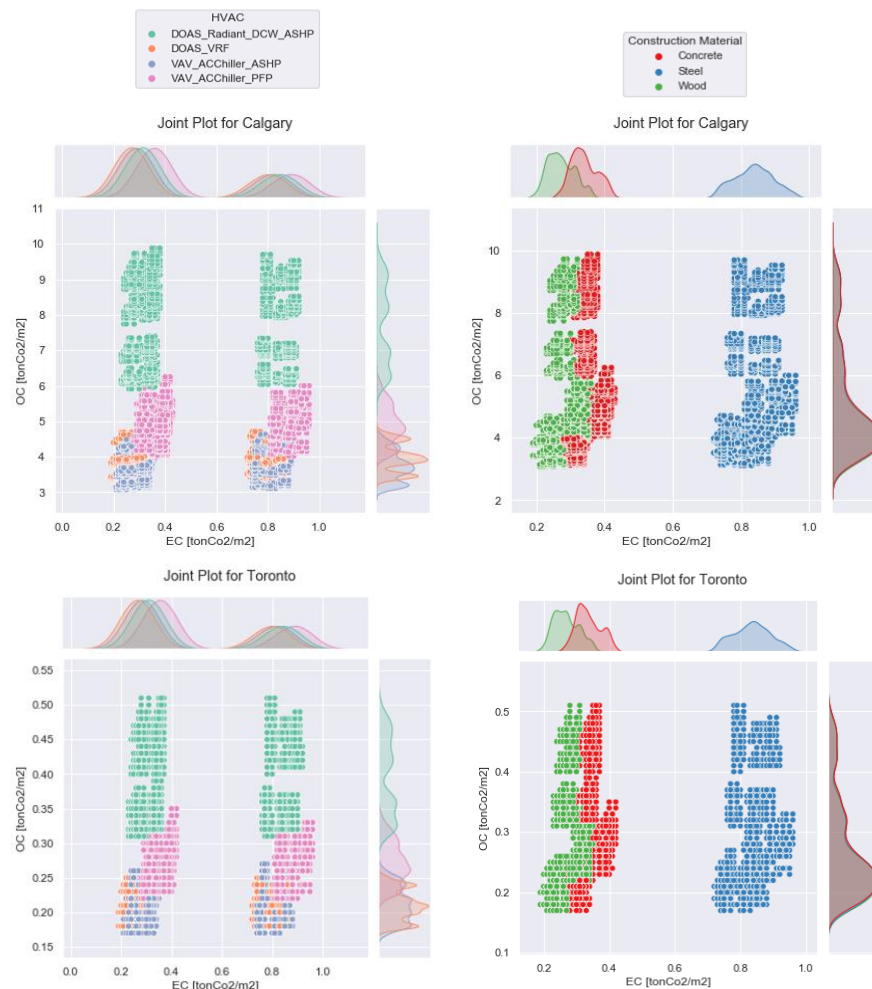 HVAC
DOAS_Radiant_DCW_ASHP
DOAS_VRF
VAV_ACChiller_ASHP
VAV_ACChiller_PFP
Construction Material
Concrete
Steel
Wood
Joint Plot for Calgary
11
10
9
8
7
6
5
4
3
OC [tonCo2/m2]
0.0 0.2 0.4 0.6 0.8 1.0
EC [tonCo2/m2]
Joint Plot for Calgary
10
8
6
4
2
OC [tonCo2/m2]
0.2 0.4 0.6 0.8 1.0
EC [tonCo2/m2]
Joint Plot for Toronto
0.55
0.50
0.45
0.40
0.35
0.30
0.25
0.20
0.15
OC [tonCo2/m2]
0.0 0.2 0.4 0.6 0.8 1.0
EC [tonCo2/m2]
Joint Plot for Toronto
0.5
0.4
0.3
0.2
0.1
OC [tonCo2/m2]
0.2 0.4 0.6 0.8 1.0
EC [tonCo2/m2]